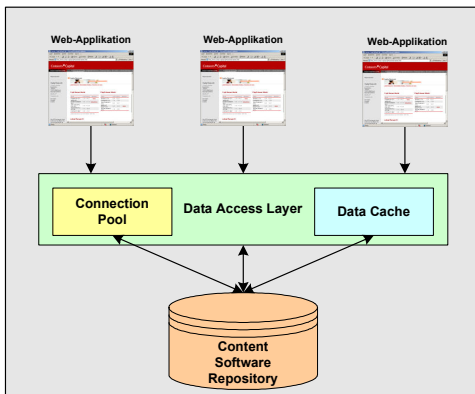 Web-Applikation
Web-Applikation
Web-Applikation
Connection
Pool
Data Access Layer
Data Cache
Content
Software
Repository